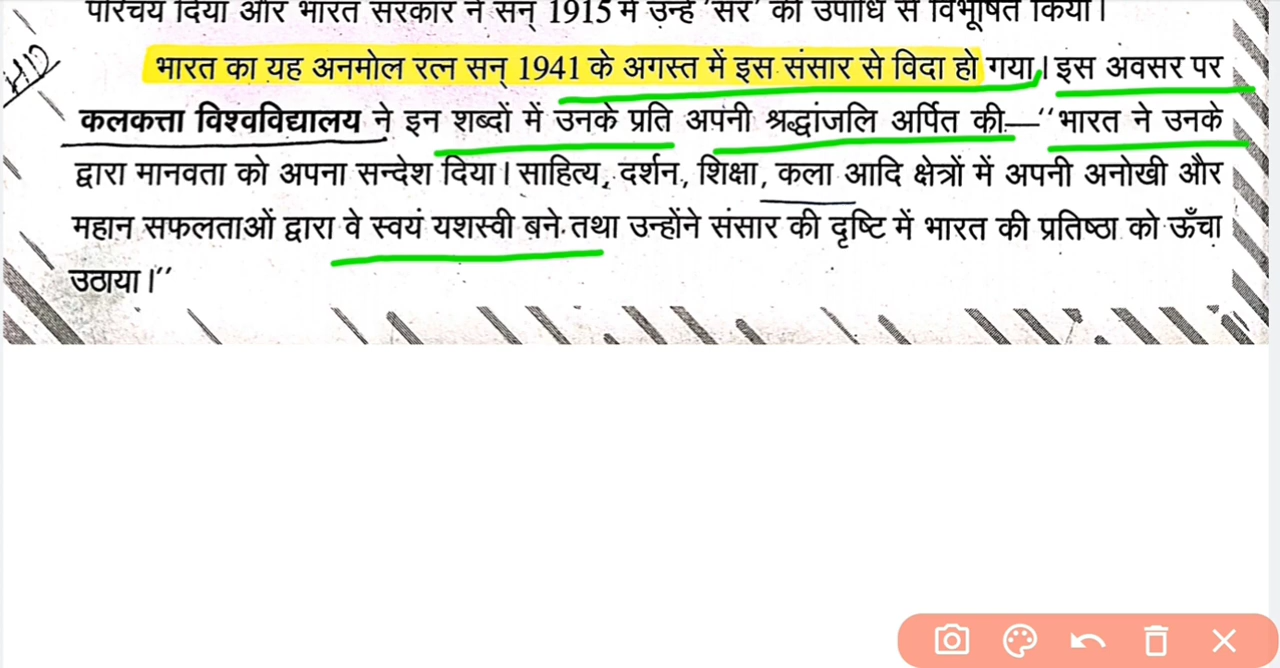 परिचय दिया और भारत सरकार ने सन् 1915 में उन्हें 'सर' की उपाधि से विभूषित किया।
भारत का यह अनमोल रत्न सन् 1941 के अगस्त में इस संसार से विदा हो गया। इस अवसर पर
कलकत्ता विश्वविद्यालय ने इन शब्दों में उनके प्रति अपनी श्रद्धांजलि अर्पित की—‘‘भारत ने उनके
द्वारा मानवता को अपना सन्देश दिया। साहित्य, दर्शन, शिक्षा, कला आदि क्षेत्रों में अपनी अनोखी और
महान सफलताओं द्वारा वे स्वयं यशस्वी बने तथा उन्होंने संसार की दृष्टि में भारत की प्रतिष्ठा को ऊँचा
उठाया।’’